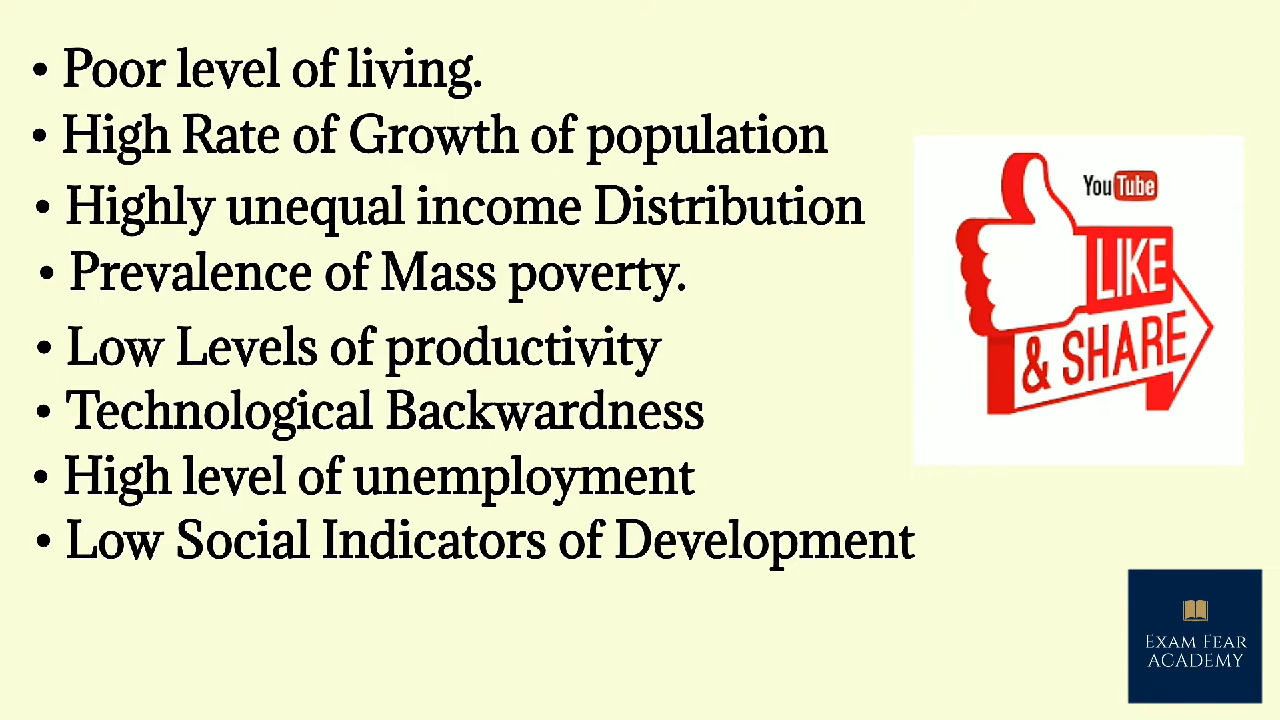 • Poor level of living.
• High Rate of Growth of population
• Highly unequal income Distribution
• Prevalence of Mass poverty.
• Low Levels of productivity
• Technological Backwardness
• High level of unemployment
• Low Social Indicators of Development
YouTube
LIKE
& SHARE
EXAM FEAR
ACADEMY